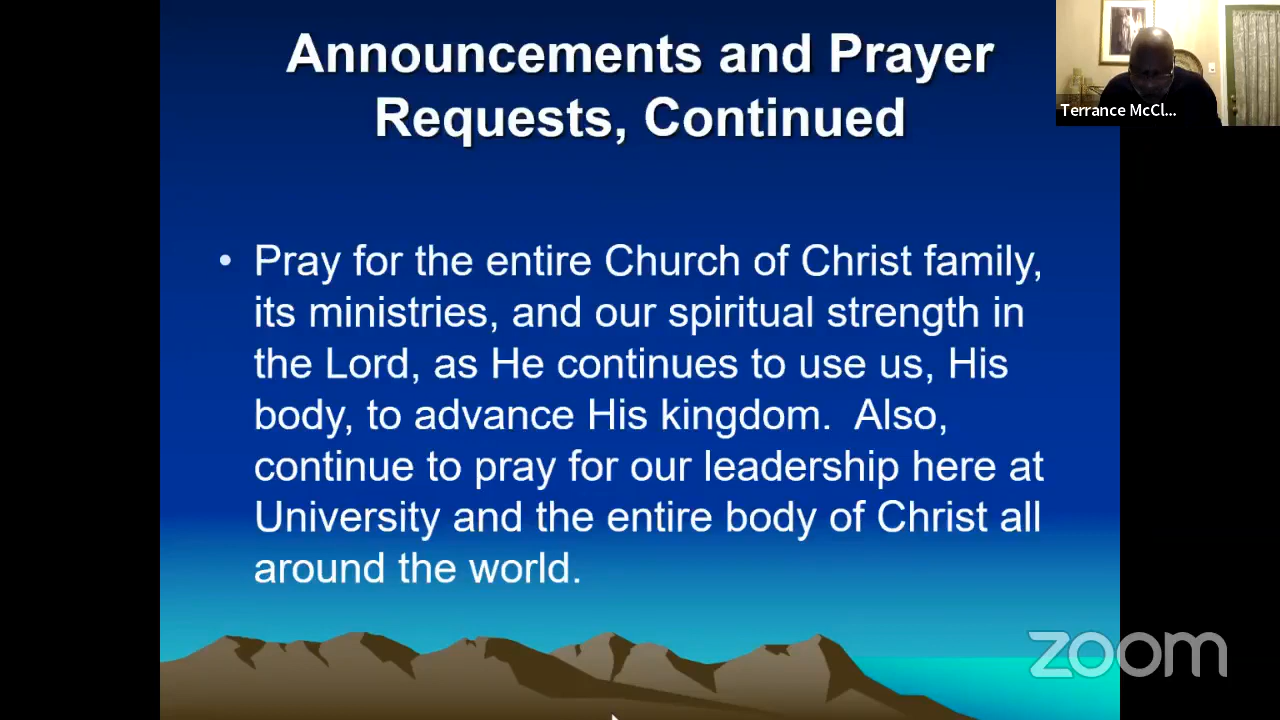 Announcements and Prayer
Requests, Continued
Terrance McCl...
• Pray for the entire Church of Christ family,
its ministries, and our spiritual strength in
the Lord, as He continues to use us, His
body, to advance His kingdom.  Also,
continue to pray for our leadership here at
University and the entire body of Christ all
around the world.
zoom